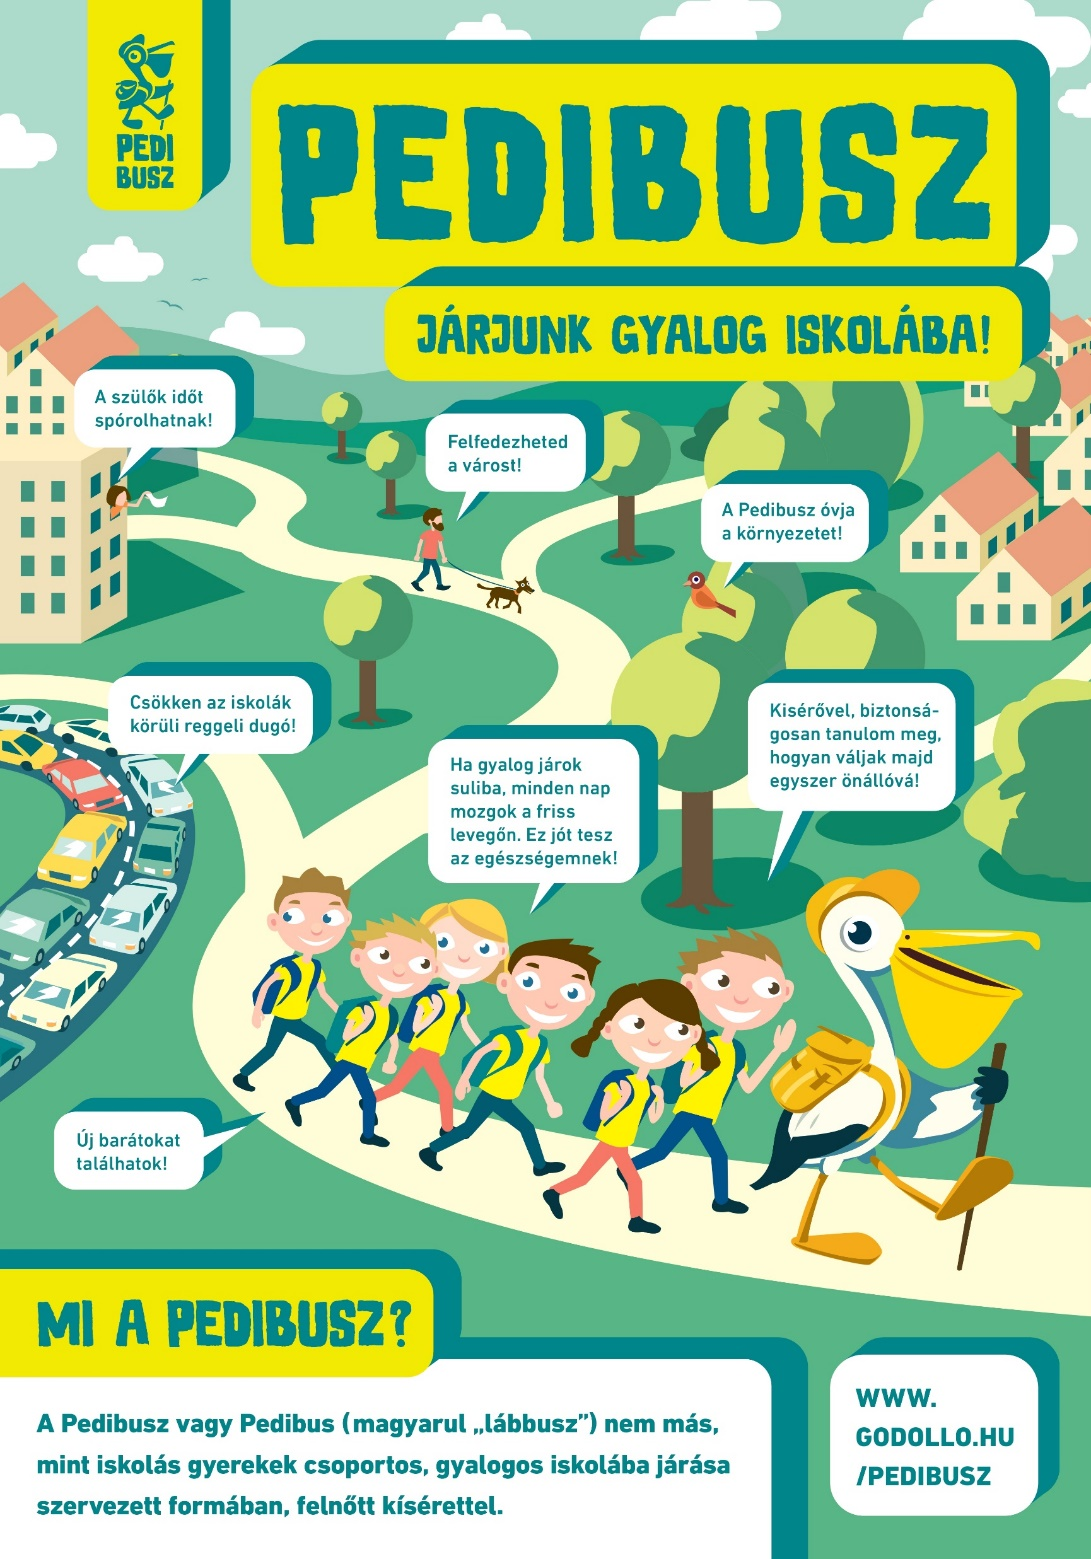 PEDI
BUSZ
PEDIBUSZ
JÁRJUNK GYALOG ISKOLÁBA!
A szülők időt
spórolhatnak!
Felfedezheted
a várost!
A Pedibusz óvja
a környezetet!
Csökken az iskolák
körüli reggeli dugó!
Ha gyalog járok
suliba, minden nap
mozgok a friss
levegőn. Ez jót tesz
az egészségemnek!
Kisérővel, biztonsá-
gosan tanulom meg,
hogyan váljak majd
egyszer önállóvá!
Új barátokat
találhatok!
MI A PEDIBUSZ?
A Pedibusz vagy Pedibus (magyarul „lábbusz”) nem más,
mint iskolás gyerekek csoportos, gyalogos iskolába járása
szervezett formában, felnőtt kísérettel.
WWW.
GODOLLO.HU
/PEDIBUSZ